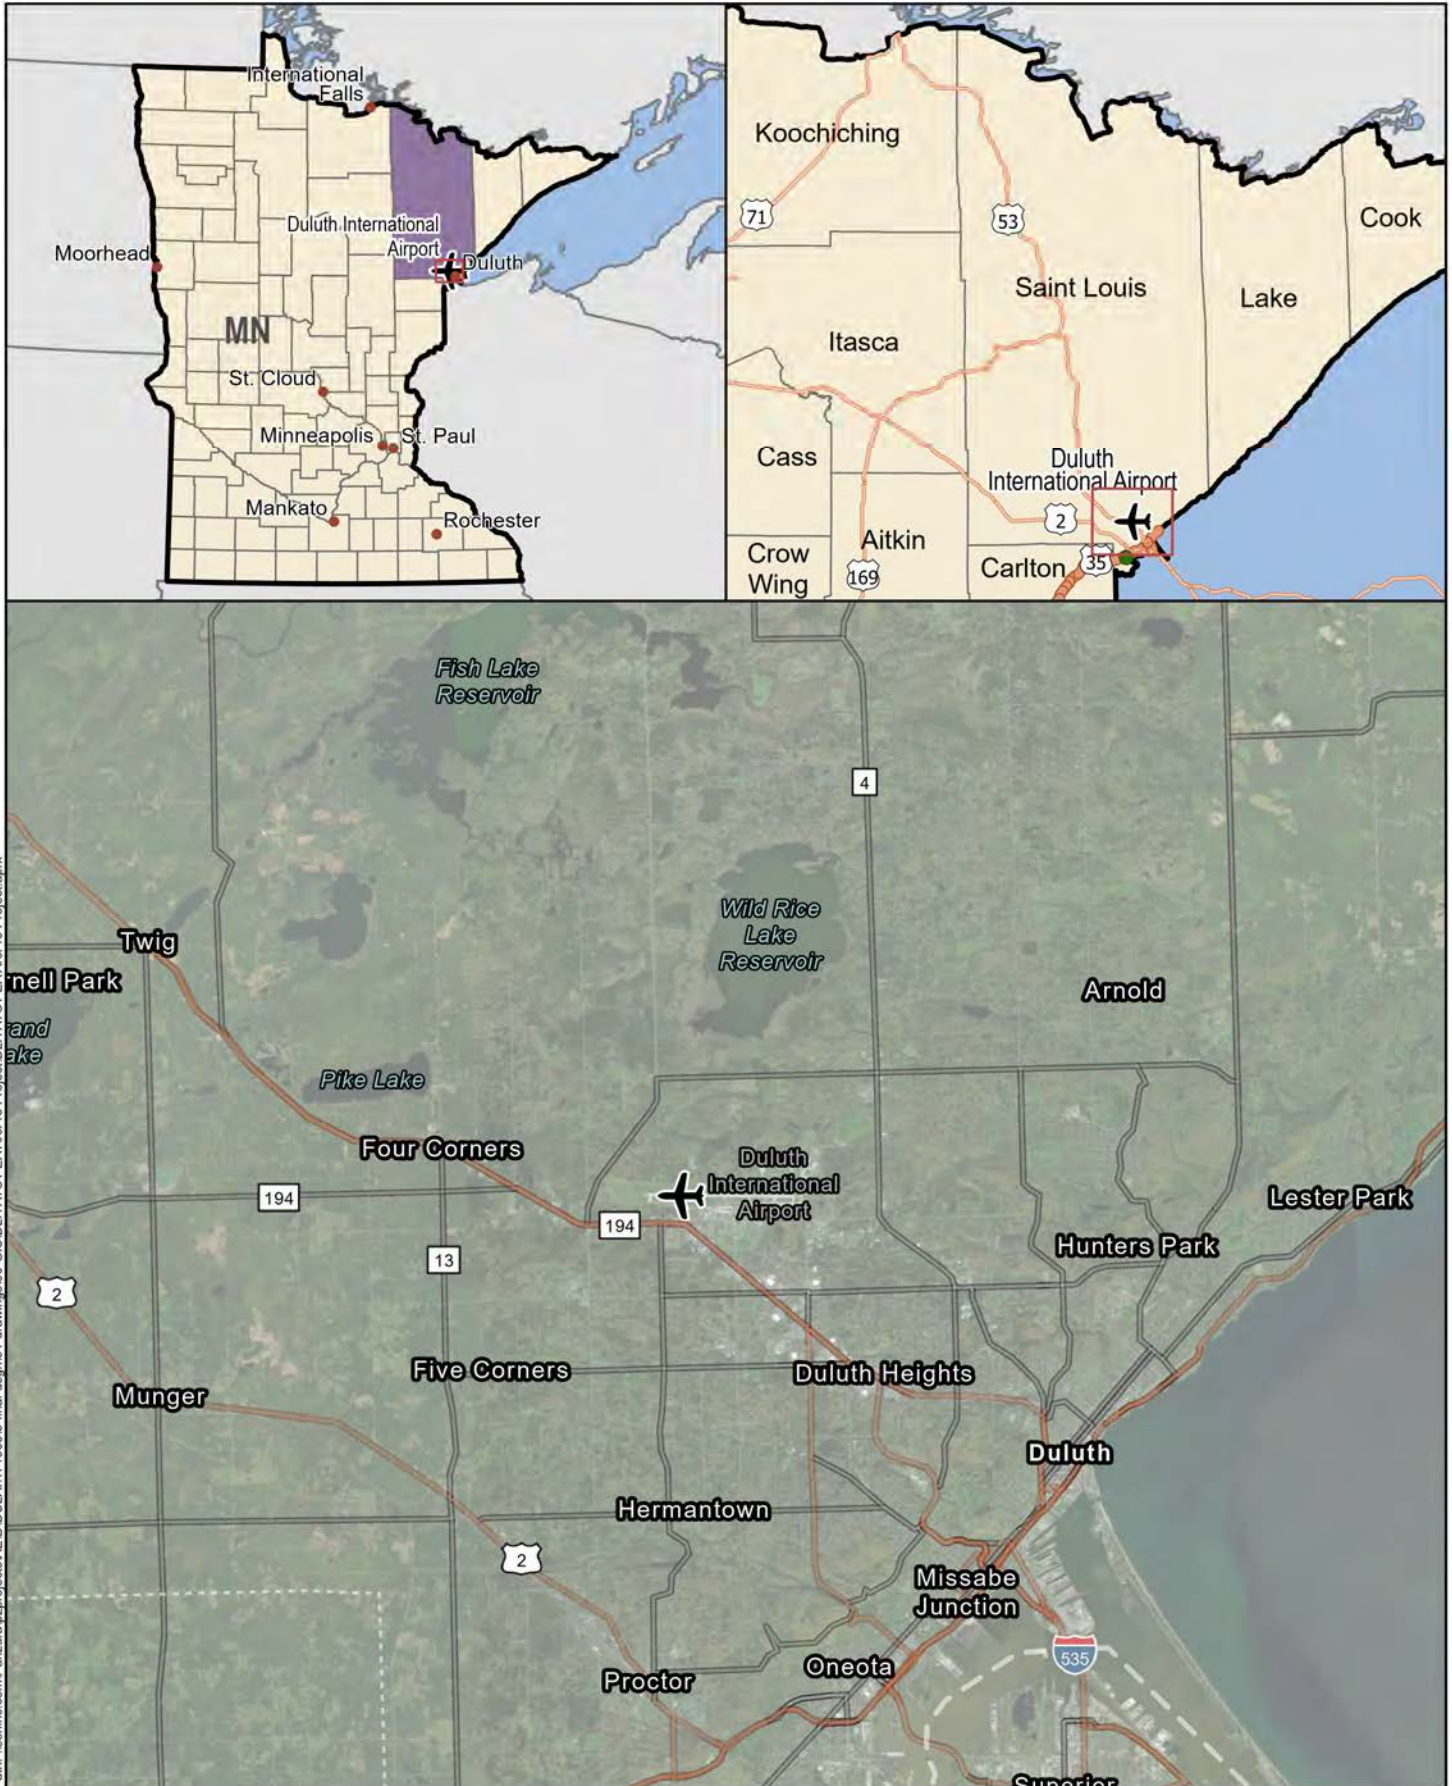 International
Falls
Duluth International
Airport
Moorhead
Duluth
MN
St. Cloud
Minneapolis
St. Paul
Mankato
Rochester
Koochiching
71
53
Cook
Saint Louis
Lake
Itasca
Cass
Duluth
International Airport
2
Aitkin
Crow
Wing
Carlton
35
169
Fish Lake
Reservoir
4
Wild Rice
Lake
Reservoir
Twig
nell Park
Arnold
Pike Lake
Four Corners
Duluth
International
Airport
194
194
Lester Park
Hunters Park
13
2
Five Corners
Duluth Heights
Munger
Duluth
Hermantown
2
Missabe
Junction
535
Oneota
Proctor
Superior